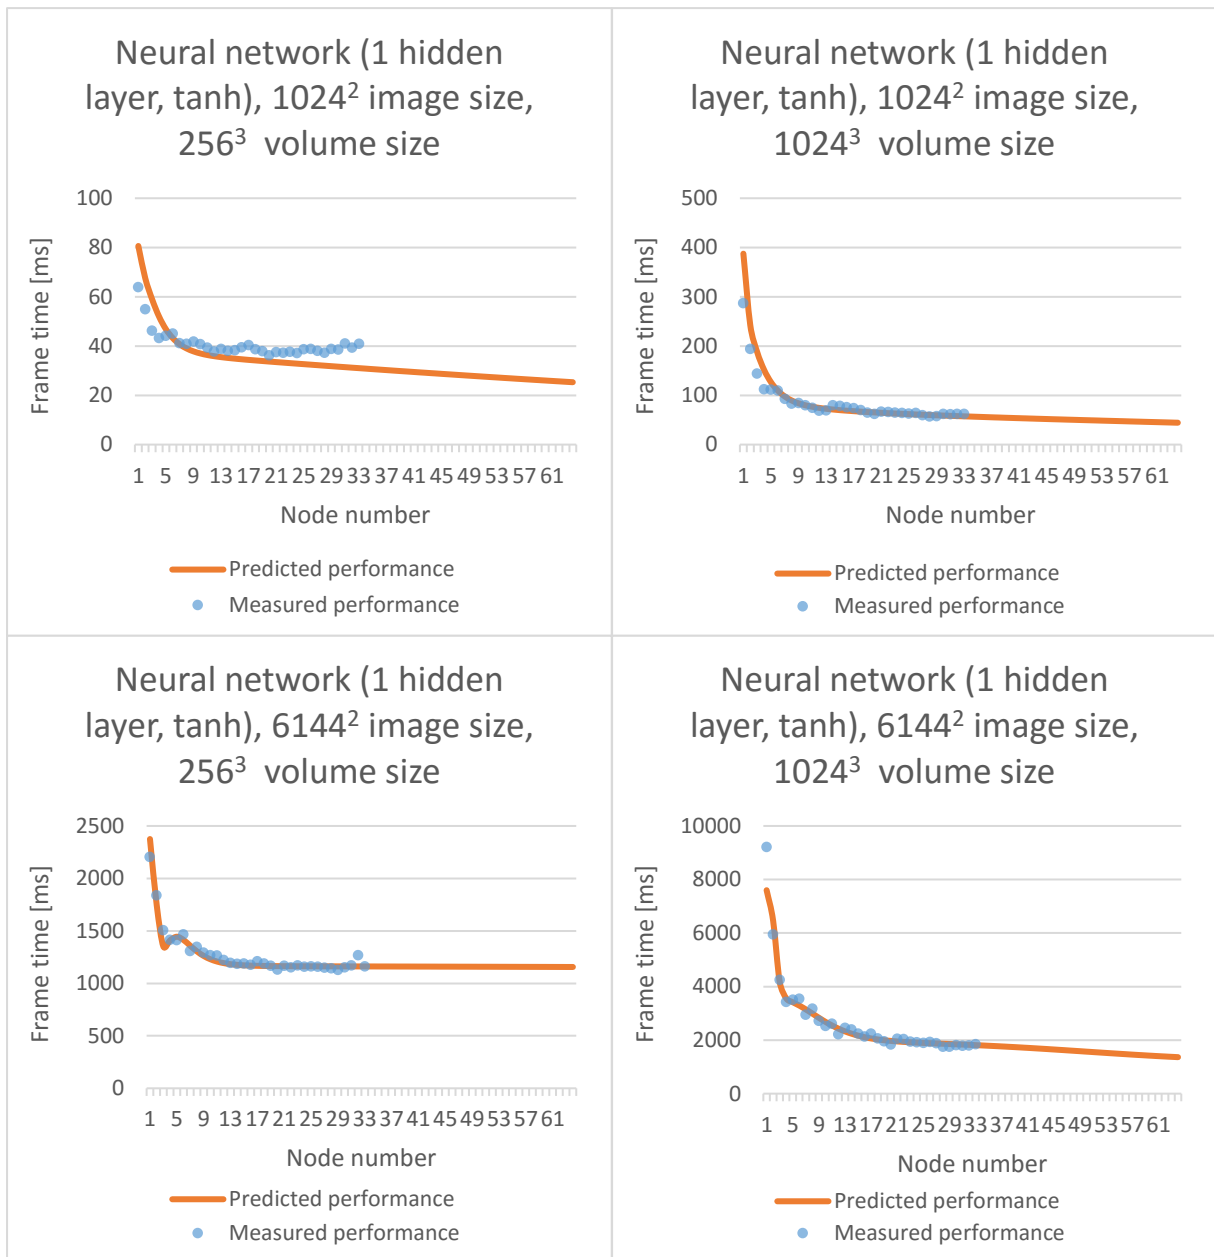 Neural network (1 hidden
layer, tanh), 1024² image size,
256³ volume size
100
80
60
40
20
0
Frame time [ms]
1 5 9 13 17 21 25 29 33 37 41 45 49 53 57 61
Node number
Predicted performance
Measured performance
Neural network (1 hidden
layer, tanh), 1024² image size,
1024³ volume size
500
400
300
200
100
0
Frame time [ms]
1 5 9 13 17 21 25 29 33 37 41 45 49 53 57 61
Node number
Predicted performance
Measured performance
Neural network (1 hidden
layer, tanh), 6144² image size,
256³ volume size
2500
2000
1500
1000
500
0
Frame time [ms]
1 5 9 13 17 21 25 29 33 37 41 45 49 53 57 61
Node number
Predicted performance
Measured performance
Neural network (1 hidden
layer, tanh), 6144² image size,
1024³ volume size
10000
8000
6000
4000
2000
0
Frame time [ms]
1 5 9 13 17 21 25 29 33 37 41 45 49 53 57 61
Node number
Predicted performance
Measured performance